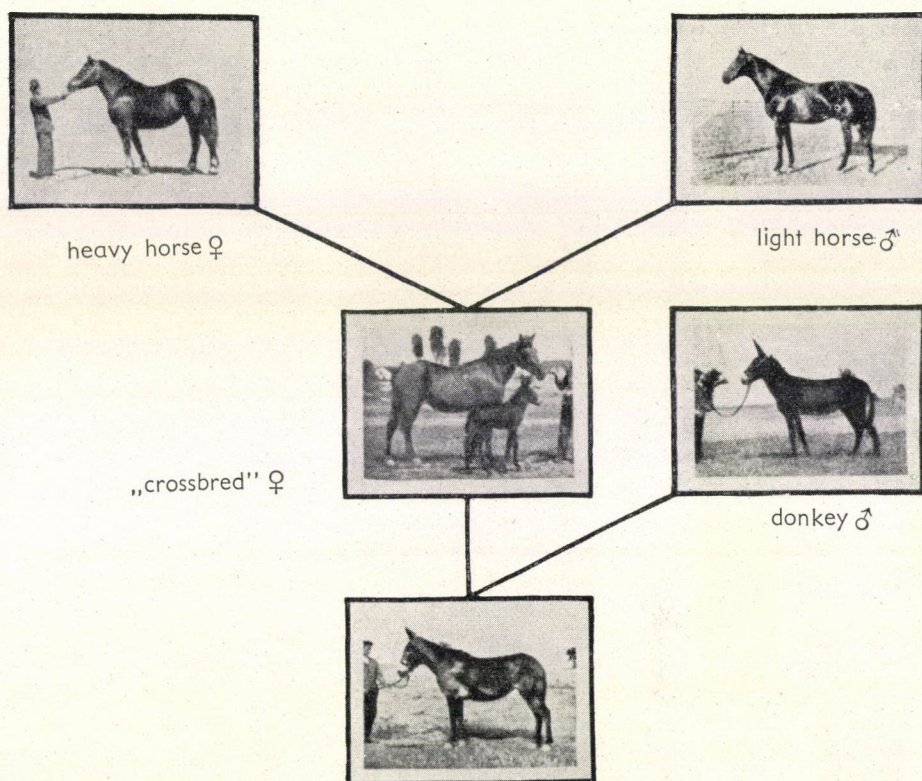 heavy horse ♀
light horse ♂
„crossbred” ♀
donkey ♂